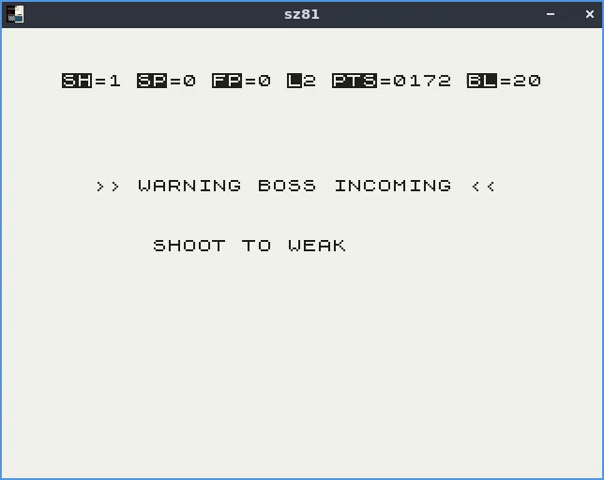 sz81
SH=1 SP=0 FP=0 L2 PTS=0172 BL=20
>> WARNING BOSS INCOMING <<
SHOOT TO WEAK